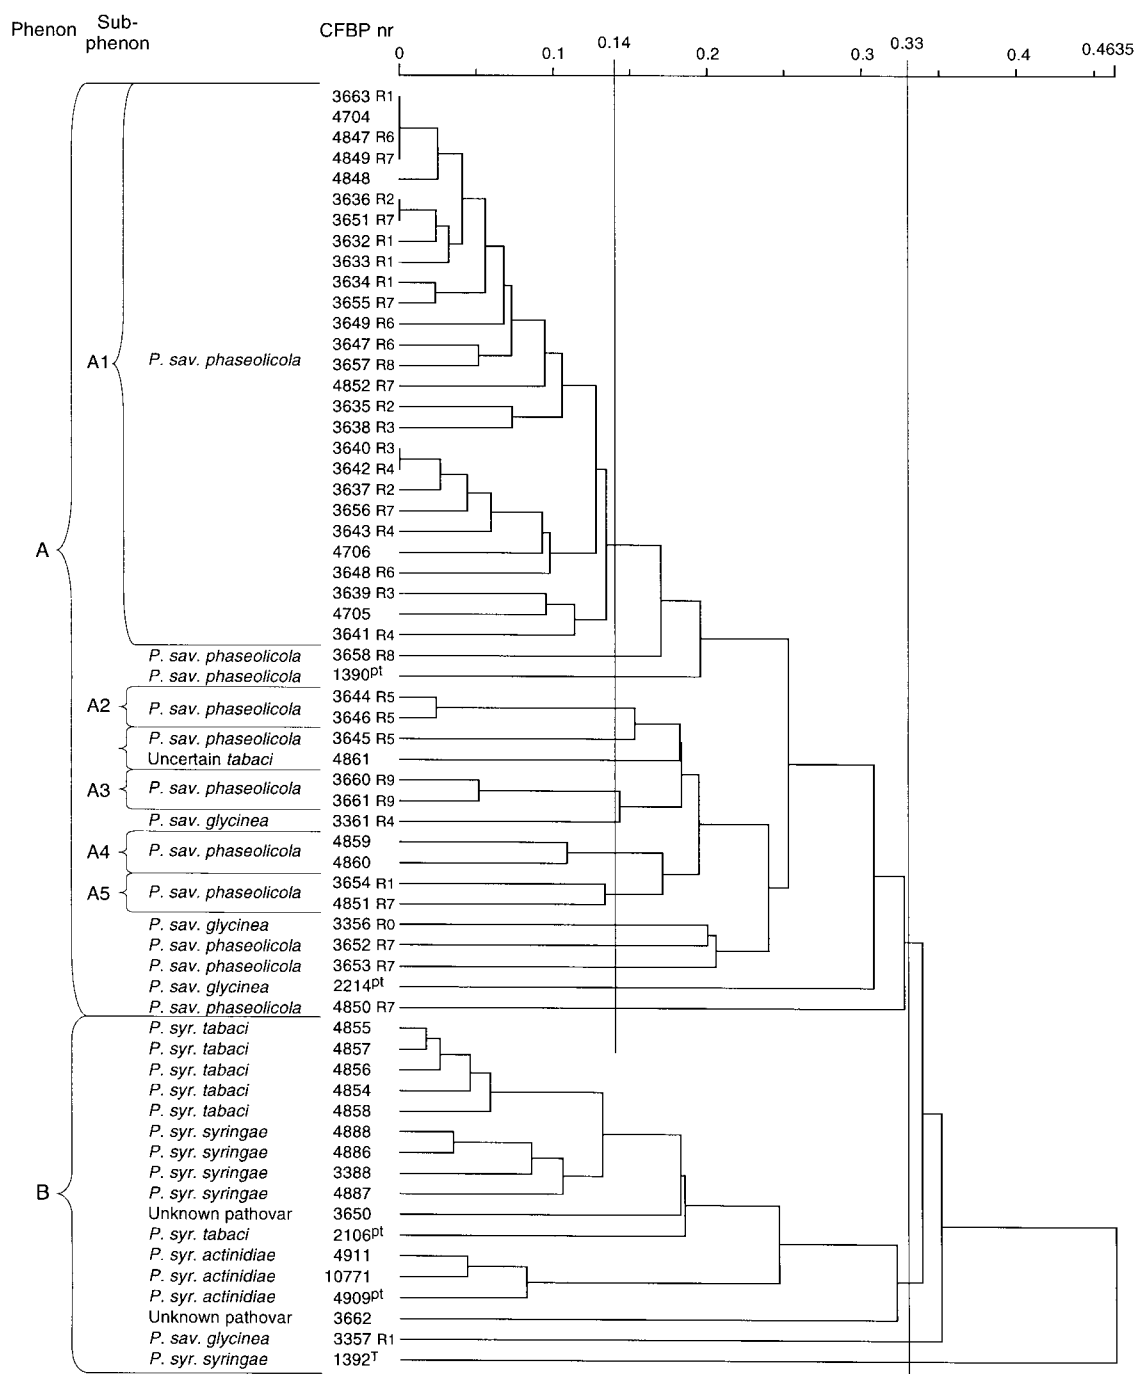 Phenon Sub-phenon CFBP nr
0 0.1 0.14 0.2 0.3 0.33 0.4 0.4635
3663 R1
4704
4847 R6
4849 R7
4848
3636 R2
3651 R7
3632 R1
3633 R1
3634 R1
3655 R7
3649 R6
3647 R6
A1 P. sav. phaseolicola
3657 R8
4852 R7
3635 R2
3638 R3
3640 R3
3642 R4
3637 R2
3656 R7
3643 R4
A
4706
3648 R6
3639 R3
4705
3641 R4
P. sav. phaseolicola 3658 R8
P. sav. phaseolicola 1390pt
3644 R5
A2 P. sav. phaseolicola
3646 R5
P. sav. phaseolicola 3645 R5
Uncertain tabaci 4861
3660 R9
A3 P. sav. phaseolicola
3661 R9
P. sav. glycinea 3361 R4
4859
A4 P. sav. phaseolicola
4860
3654 R1
A5 P. sav. phaseolicola
4851 R7
P. sav. glycinea 3356 R0
P. sav. phaseolicola 3652 R7
P. sav. phaseolicola 3653 R7
P. sav. glycinea 2214pt
P. sav. phaseolicola 4850 R7
P. syr. tabaci 4855
P. syr. tabaci 4857
P. syr. tabaci 4856
P. syr. tabaci 4854
P. syr. tabaci 4858
P. syr. syringae 4888
P. syr. syringae 4886
P. syr. syringae 3388
B P. syr. syringae 4887
Unknown pathovar 3650
P. syr. tabaci 2106pt
P. syr. actinidiae 4911
P. syr. actinidiae 10771
P. syr. actinidiae 4909pt
Unknown pathovar 3662
P. sav. glycinea 3357 R1
P. syr. syringae 1392T